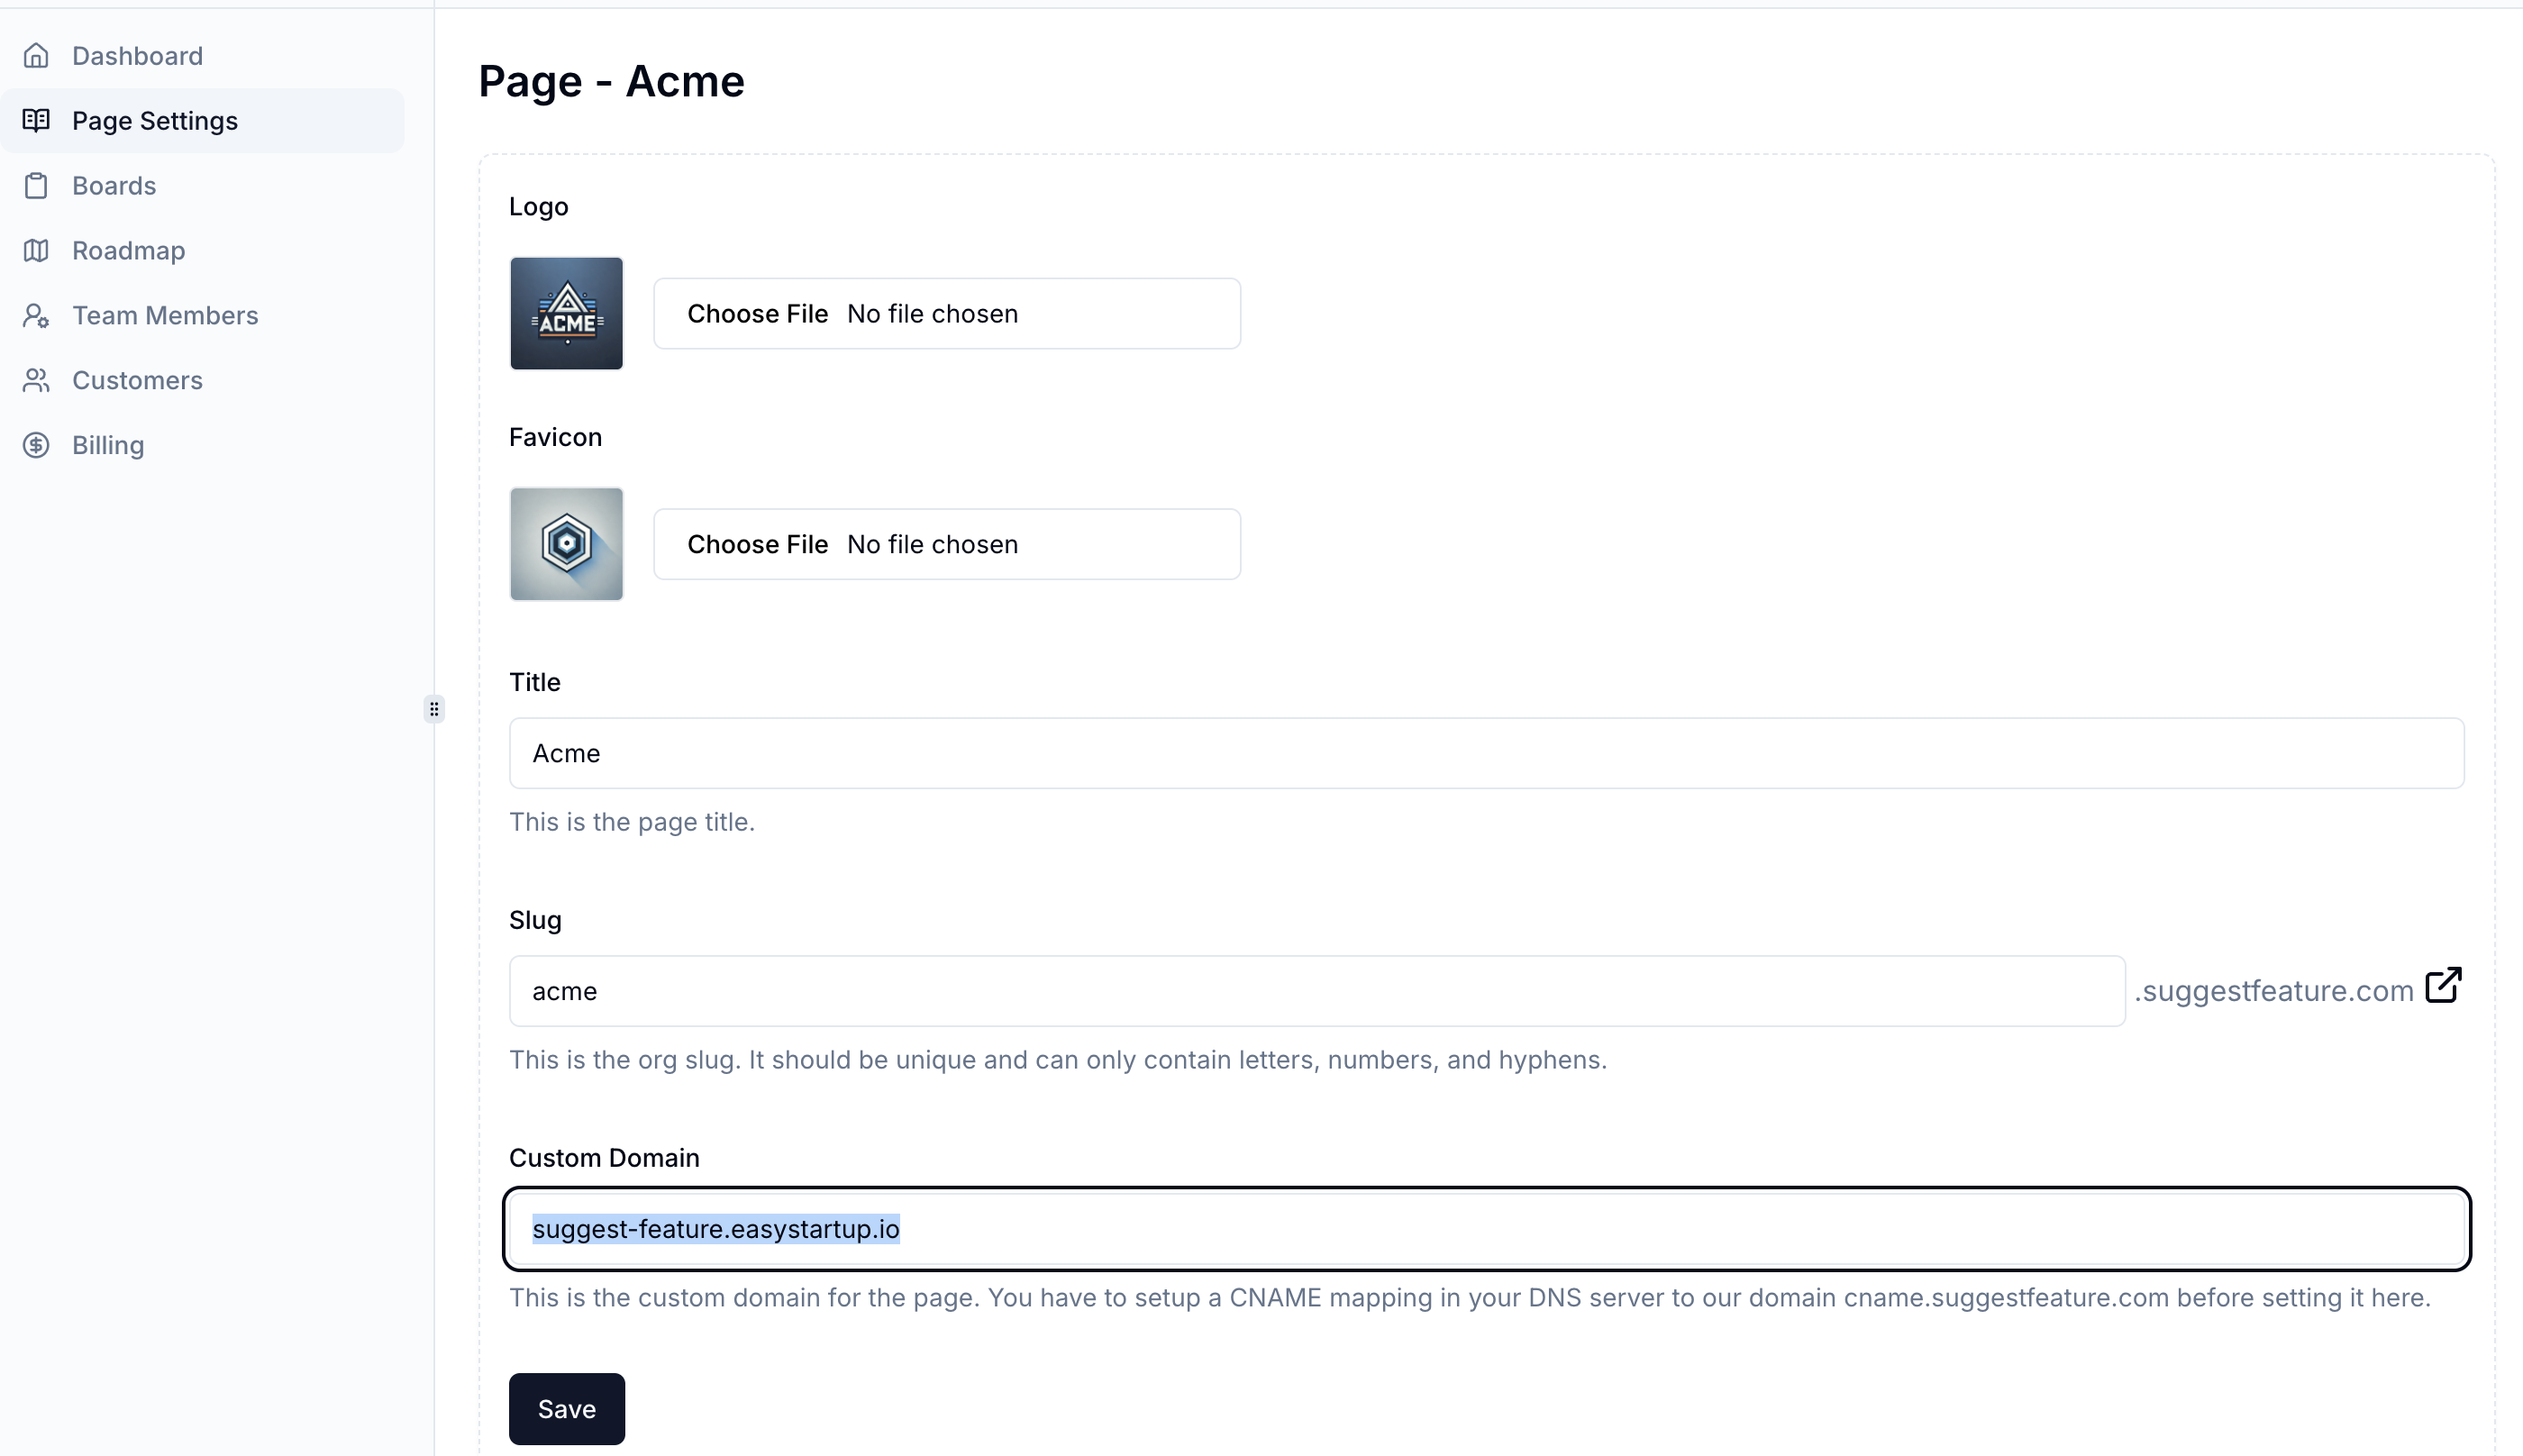 Dashboard
Page Settings
Boards
Roadmap
Team Members
Customers
Billing
Page - Acme
Logo
ACME
Choose File No file chosen
Favicon
Choose File No file chosen
Title
Acme
This is the page title.
Slug
acme .suggestfeature.com
This is the org slug. It should be unique and can only contain letters, numbers, and hyphens.
Custom Domain
suggest-feature.easystartup.io
This is the custom domain for the page. You have to setup a CNAME mapping in your DNS server to our domain cname.suggestfeature.com before setting it here.
Save